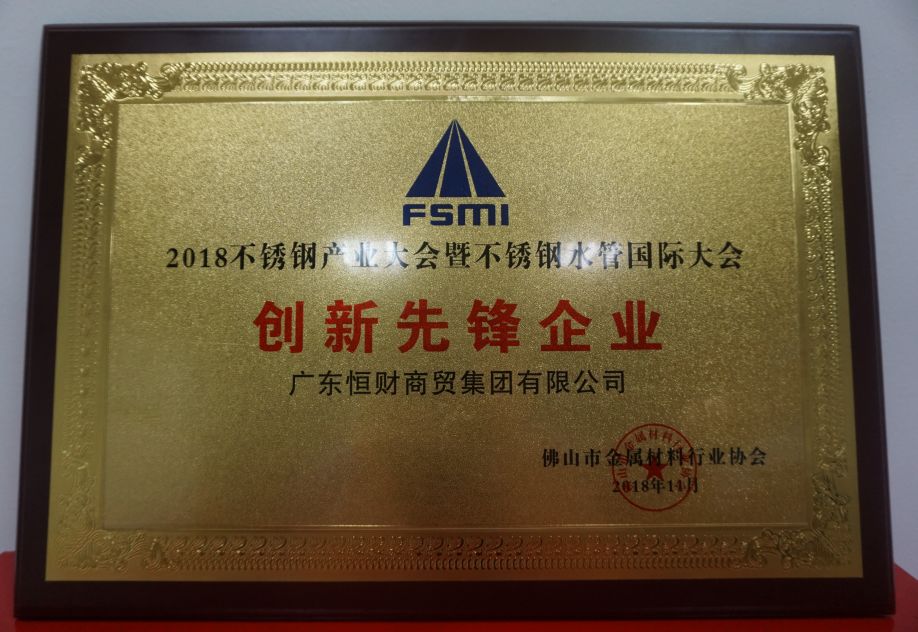 FSMI
2018不锈钢产业大会暨不锈钢水管国际大会
创新先锋企业
广东恒财商贸集团有限公司
佛山市金属材料行业协会
2018年11月